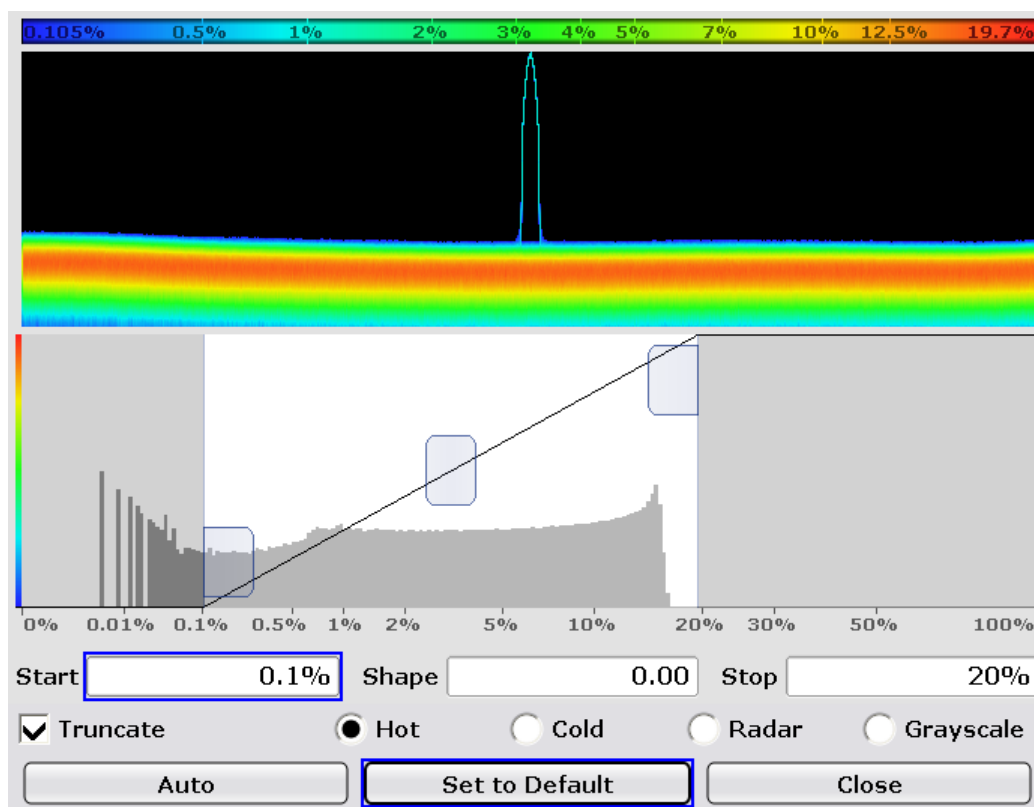 0.105% 0.5% 1% 2% 3% 4% 5% 7% 10% 12.5% 19.7%
0% 0.01% 0.1% 0.5% 1% 2% 5% 10% 20% 30% 50% 100%
Start 0.1% Shape 0.00 Stop 20%
Truncate Hot Cold Radar Grayscale
Auto Set to Default Close